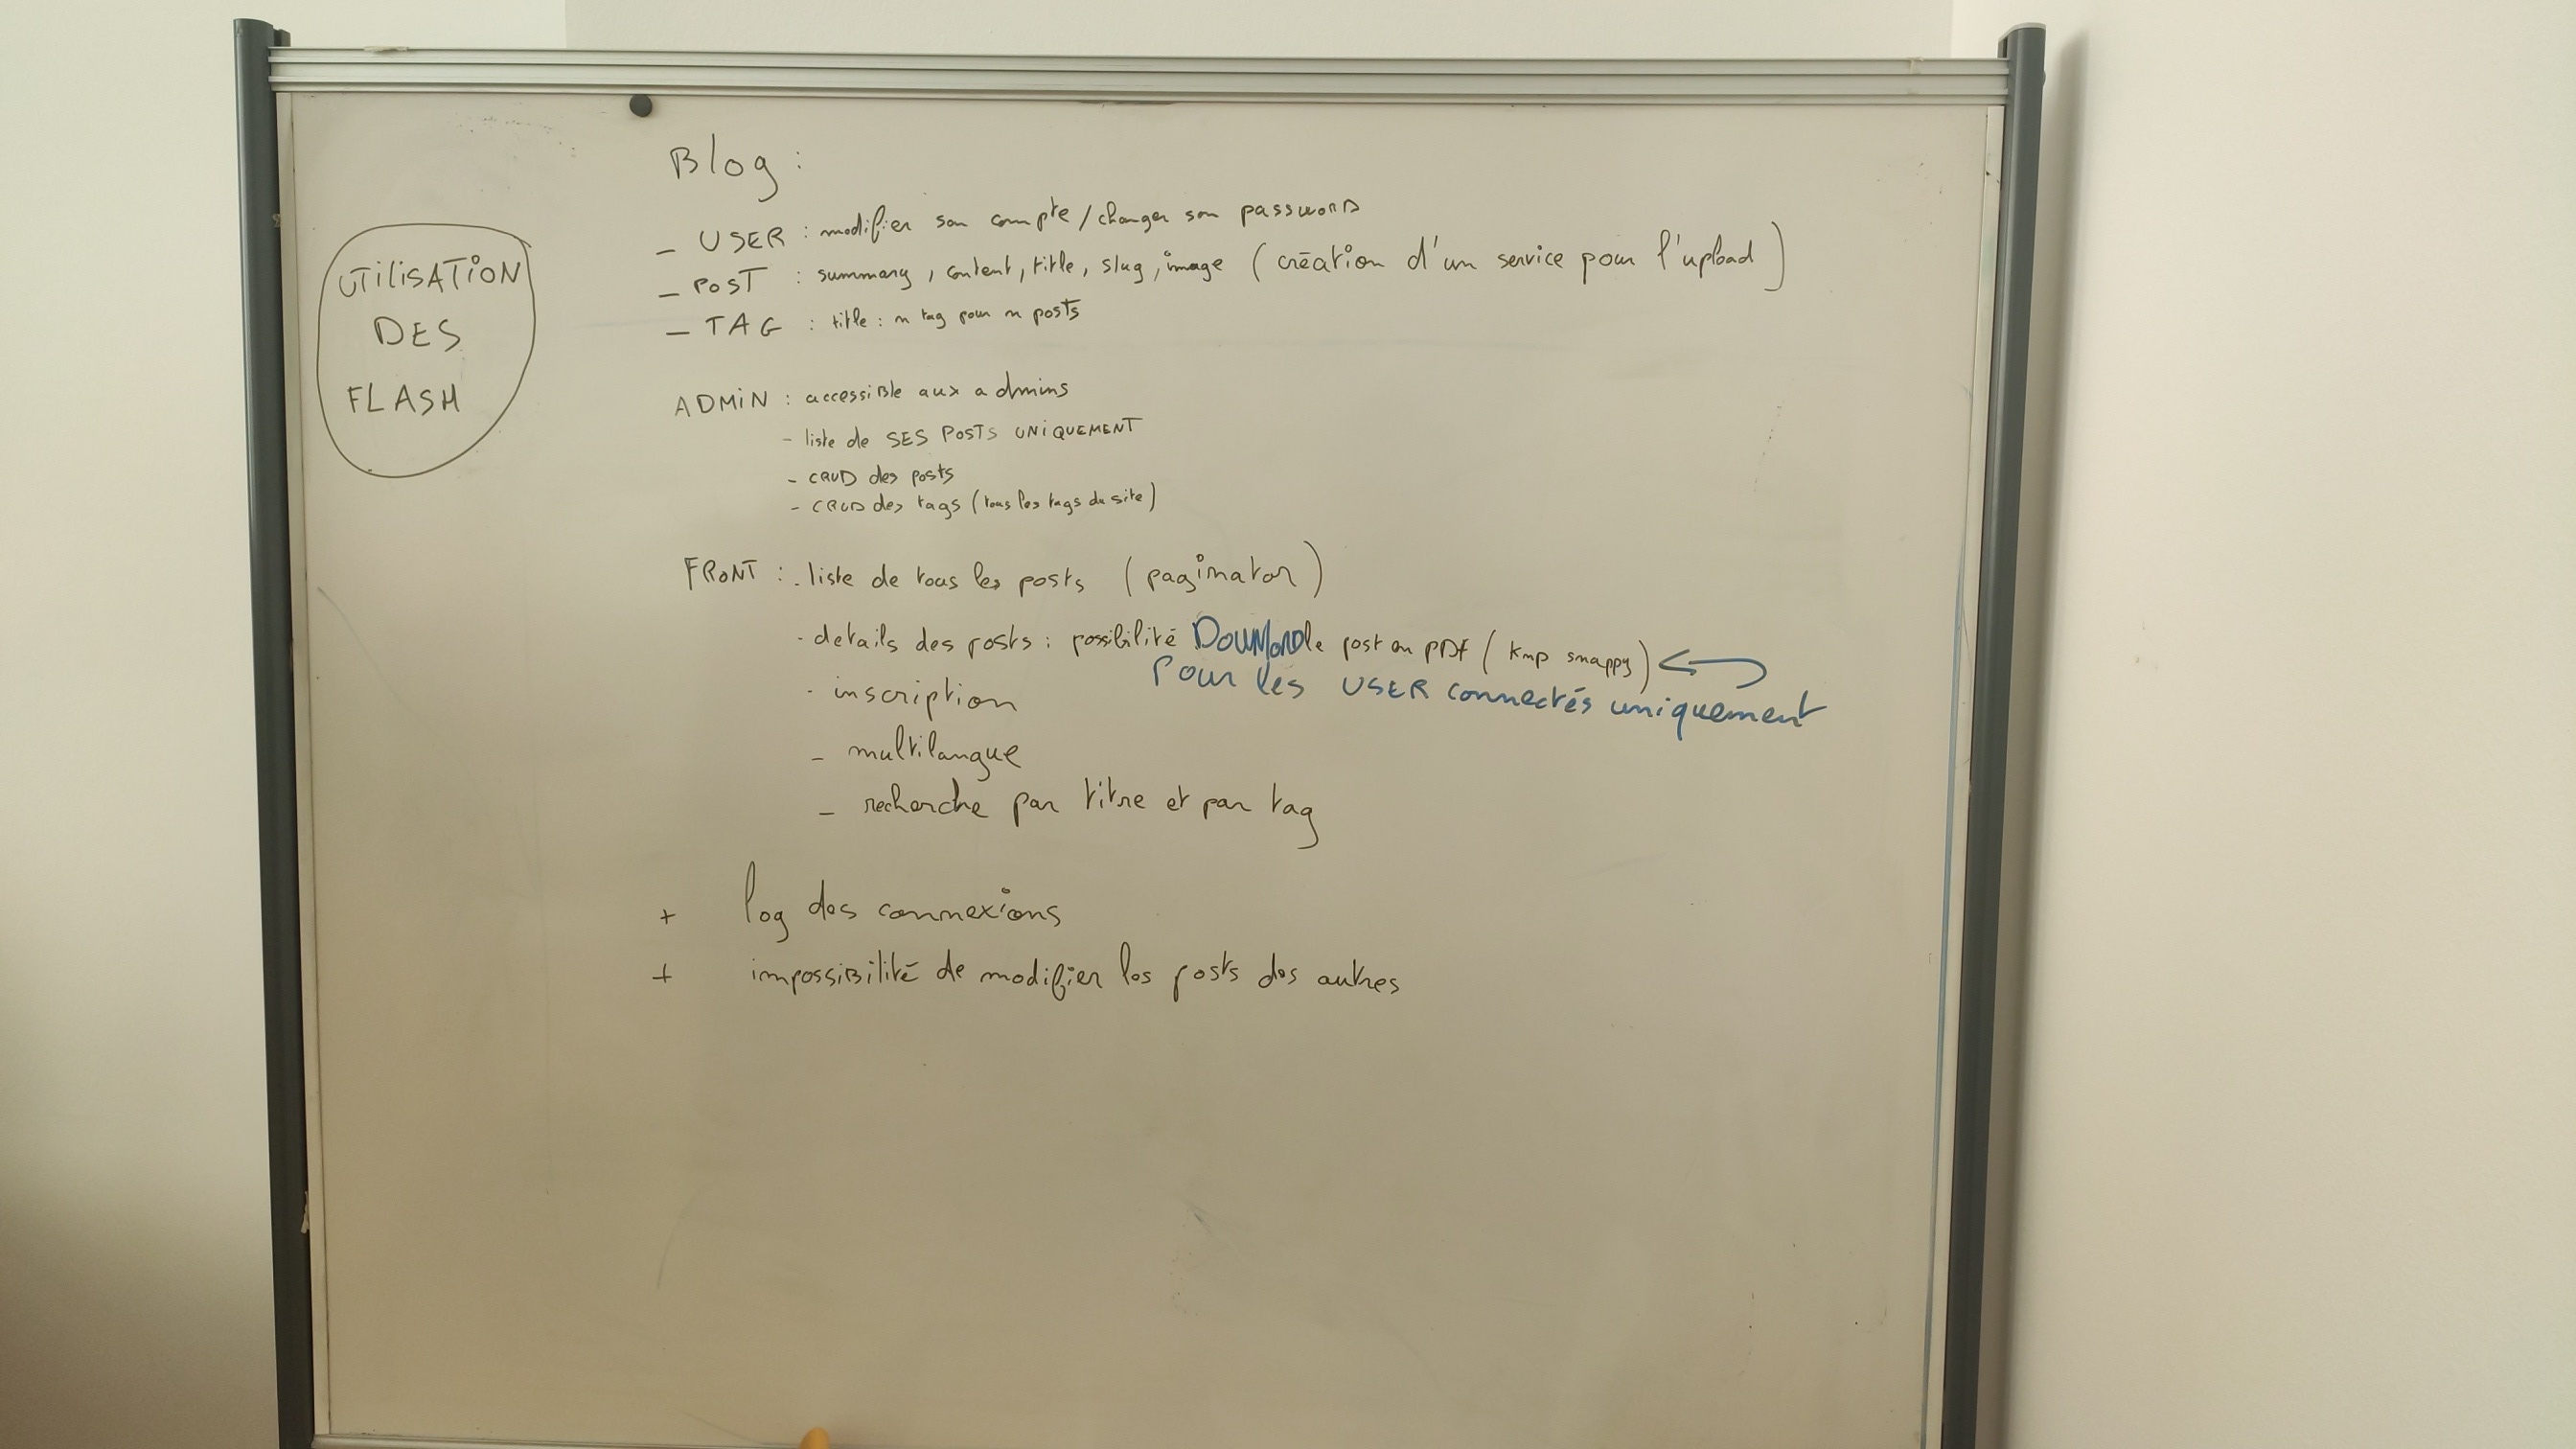 Blog :
- USER : modifier son compte / changer son password
- POST : summary, content, title, slug, image (création d'un service pour l'upload)
- TAG : title : n tag pour n posts
UTILISATION
DES
FLASH
ADMIN : accessible aux admins
- liste de SES POSTS UNIQUEMENT
- CRUD des posts
- CRUD des tags (tous les tags du site)
FRONT : . liste de tous les posts (paginator)
. details des posts : possibilité Download le post en PDF (Knp snappy)
Pour les USER connectés uniquement
. inscription
- multilangue
- recherche par titre et par tag
+ log des connexions
+ impossibilité de modifier les posts des autres